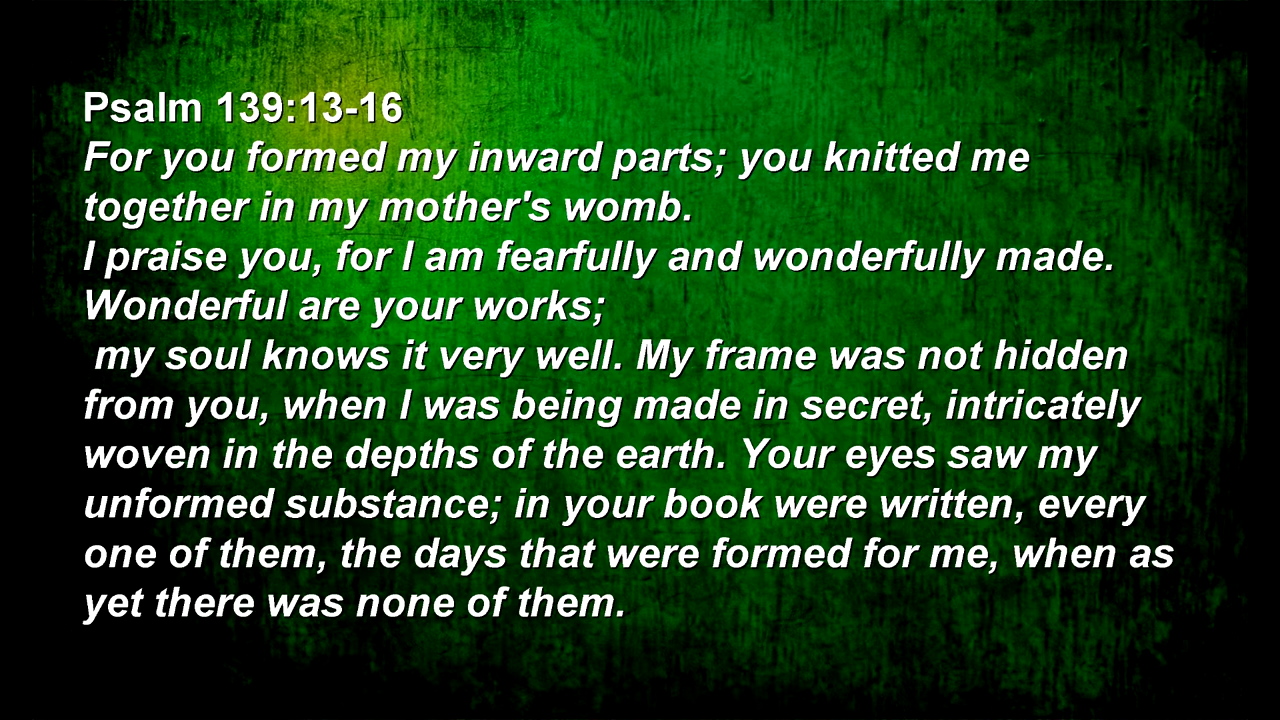 Psalm 139:13-16
For you formed my inward parts; you knitted me
together in my mother's womb.
I praise you, for I am fearfully and wonderfully made.
Wonderful are your works;
my soul knows it very well. My frame was not hidden
from you, when I was being made in secret, intricately
woven in the depths of the earth. Your eyes saw my
unformed substance; in your book were written, every
one of them, the days that were formed for me, when as
yet there was none of them.